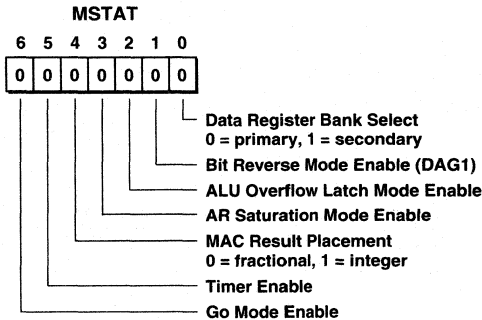 MSTAT
6 5 4 3 2 1 0
0 0 0 0 0 0 0
Data Register Bank Select
0 = primary, 1 = secondary
Bit Reverse Mode Enable (DAG1)
ALU Overflow Latch Mode Enable
AR Saturation Mode Enable
MAC Result Placement
0 = fractional, 1 = integer
Timer Enable
Go Mode Enable